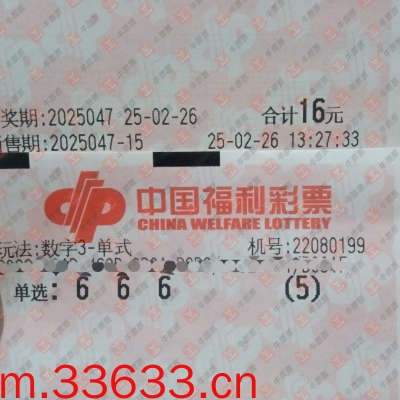 奖期:2025047 25-02-26 合计16元
销售期:2025047-15 25-02-26 13:27:33
中国福利彩票
CHINA WELFARE LOTTERY
玩法:数字3-单式 机号:22080199
单选: 6 6 6 (5)
m.33633.cn